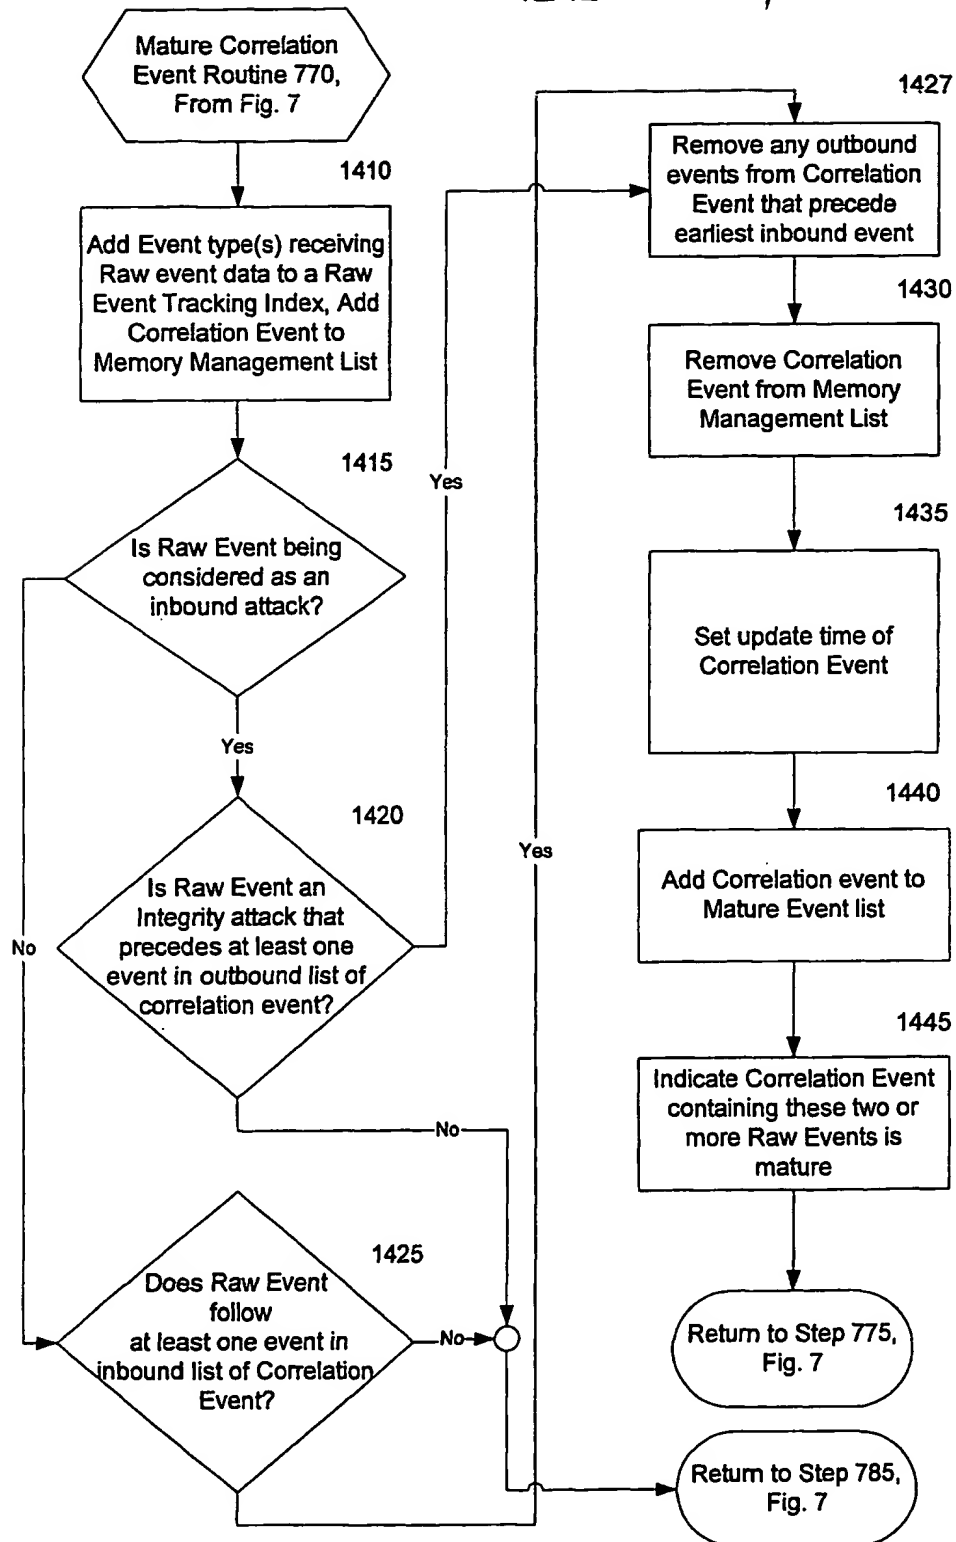 Mature Correlation
Event Routine 770,
From Fig. 7
1410
Add Event type(s) receiving
Raw event data to a Raw
Event Tracking Index, Add
Correlation Event to
Memory Management List
1415
Is Raw Event being
considered as an
inbound attack?
Yes
1420
Is Raw Event an
Integrity attack that
precedes at least one
event in outbound list of
correlation event?
No
No
1425
Does Raw Event
follow
at least one event in
inbound list of Correlation
Event?
No
Yes
Yes
1427
Remove any outbound
events from Correlation
Event that precede
earliest inbound event
1430
Remove Correlation
Event from Memory
Management List
1435
Set update time of
Correlation Event
1440
Add Correlation event to
Mature Event list
1445
Indicate Correlation Event
containing these two or
more Raw Events is
mature
Return to Step 775,
Fig. 7
Return to Step 785,
Fig. 7